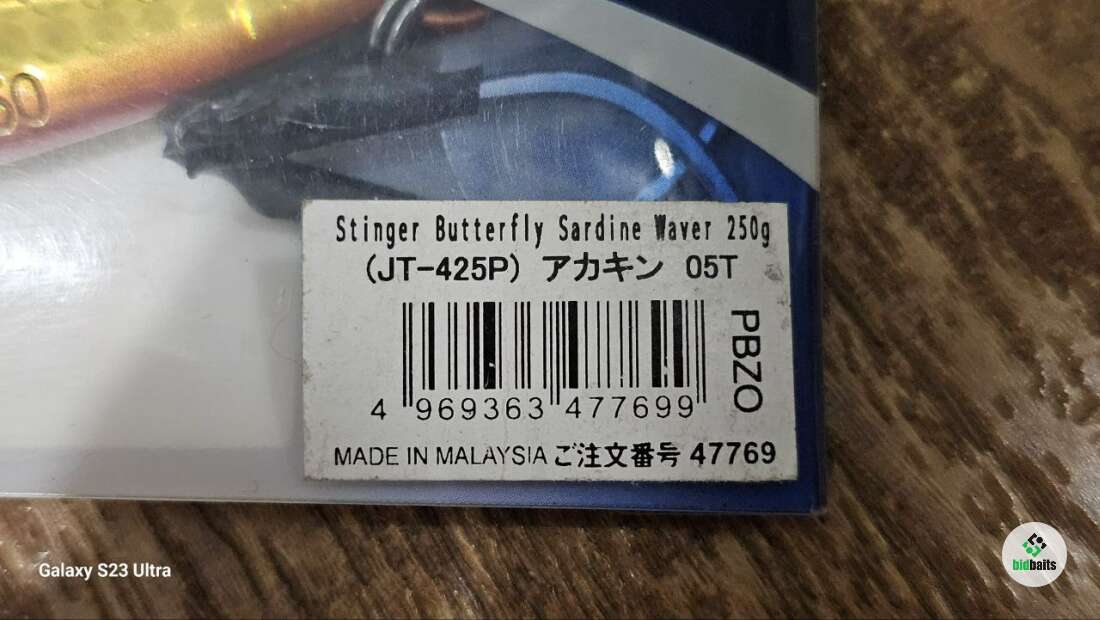 50
Stinger Butterfly Sardine Waver 250g
(JT-425P) アカキン 05T
PBZO
4 969363 477699
MADE IN MALAYSIA ご注文番号 47769
Galaxy S23 Ultra
bidbaits